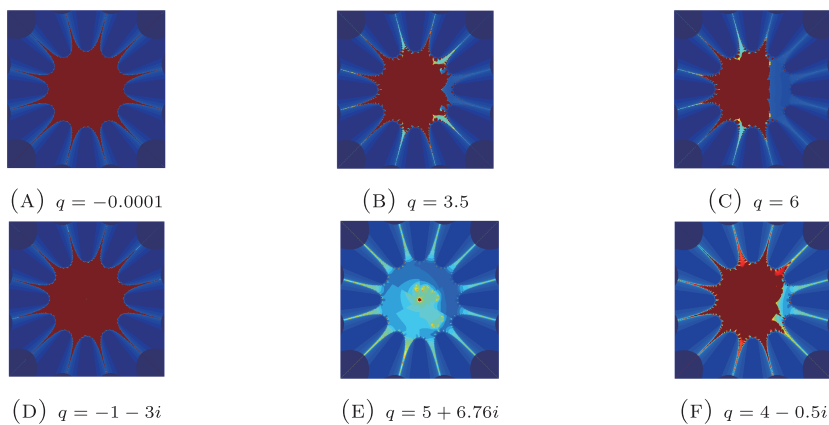 (A) q = −0.0001
(B) q = 3.5
(C) q = 6
(D) q = −1 − 3i
(E) q = 5 + 6.76i
(F) q = 4 − 0.5i